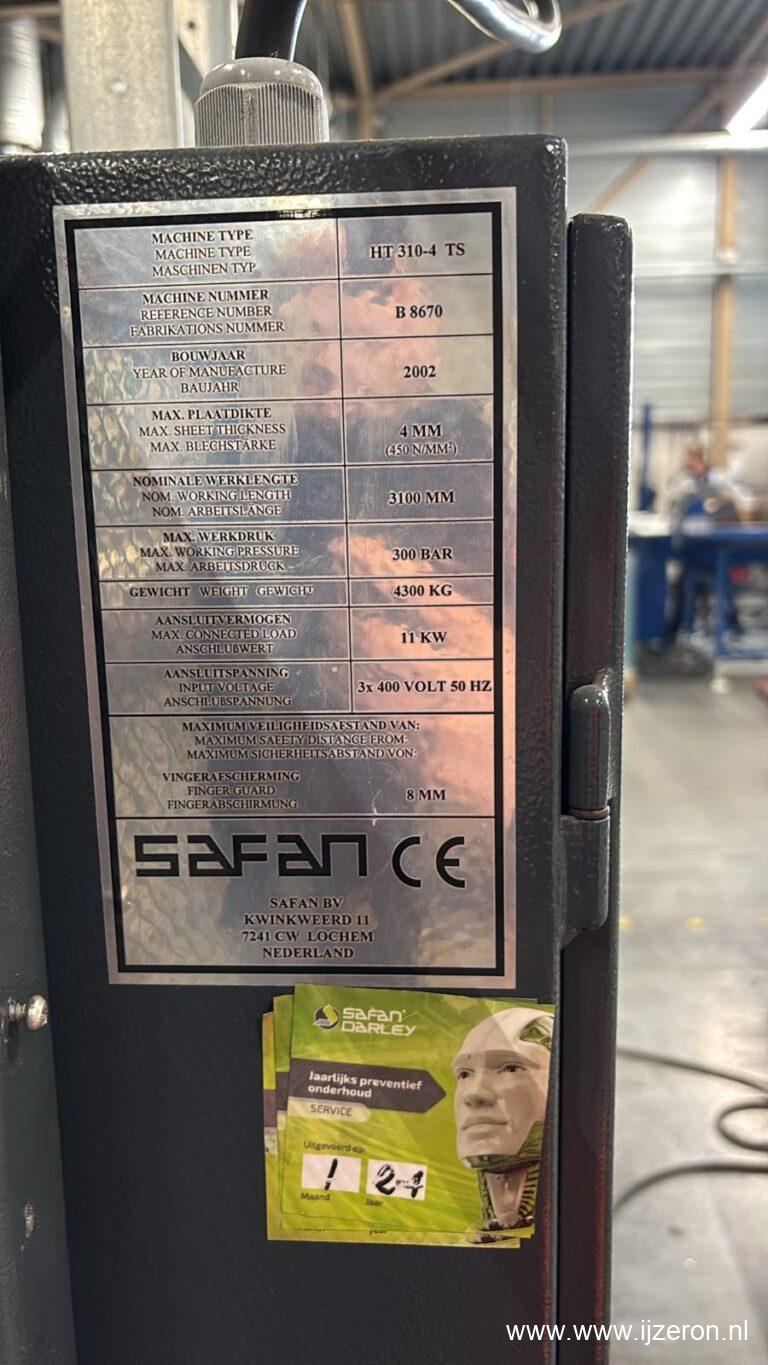 MACHINE TYPE
MACHINE TYPE
MASCHINEN TYP
HT 310-4 TS
MACHINE NUMMER
REFERENCE NUMBER
FABRIKATIONS NUMMER
B 8670
BOUWJAAR
YEAR OF MANUFACTURE
BAUJAHR
2002
MAX. PLAATDIKTE
MAX. SHEET THICKNESS
MAX. BLECHSTÄRKE
4 MM
(450 N/MM²)
NOMINALE WERKLENGTE
NOM. WORKING LENGTH
NOM. ARBEITSLÄNGE
3100 MM
MAX. WERKDRUK
MAX. WORKING PRESSURE
MAX. ARBEITSDRUCK
300 BAR
GEWICHT WEIGHT GEWICHT
4300 KG
AANSLUITVERMOGEN
MAX. CONNECTED LOAD
ANSCHLUßWERT
11 KW
AANSLUITSPANNING
INPUT VOLTAGE
ANSCHLUßSPANNUNG
3x 400 VOLT 50 HZ
MAXIMUM VEILIGHEIDSAFSTAND VAN:
MAXIMUM SAFETY DISTANCE FROM:
MAXIMUM SICHERHEITSABSTAND VON:
VINGERAFSCHERMING
FINGER GUARD
FINGERABSCHIRMUNG
8 MM
SAFAN CE
SAFAN BV
KWINKWEERD 11
7241 CW LOCHEM
NEDERLAND
SAFAN
DARLEY
Jaarlijks preventief
onderhoud
SERVICE
Uitgevoerd op:
1 24
Maand Jaar
www.www.ijzeron.nl